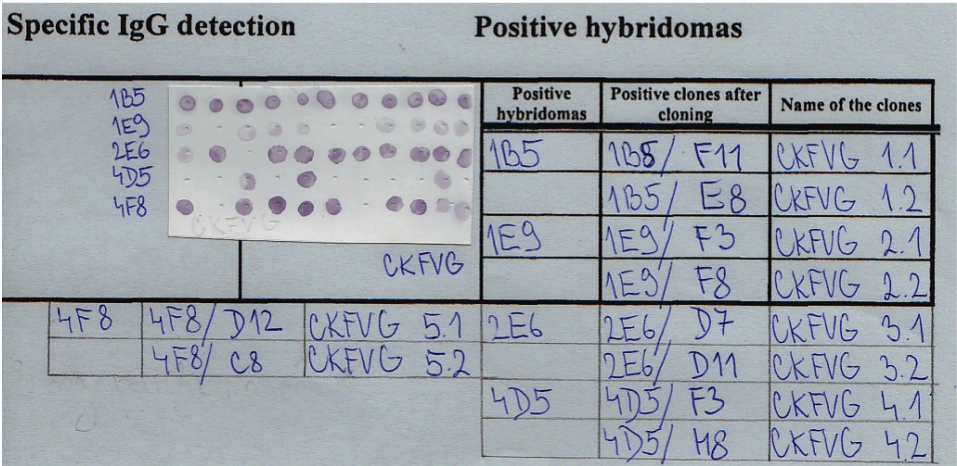 Specific IgG detection
Positive hybridomas
1B5
1E9
2E6
4D5
4F8
CKFVG
CKFVG
Positive hybridomas
Positive clones after cloning
Name of the clones
1B5 1B5/ F11 CKFVG 1.1
1B5/ E8 CKFVG 1.2
1E9 1E9/ F3 CKFVG 2.1
1E9/ F8 CKFVG 2.2
2E6 2E6/ D7 CKFVG 3.1
2E6/ D11 CKFVG 3.2
4D5 4D5/ F3 CKFVG 4.1
4D5/ H8 CKFVG 4.2
4F8 4F8/ D12 CKFVG 5.1
4F8/ C8 CKFVG 5.2